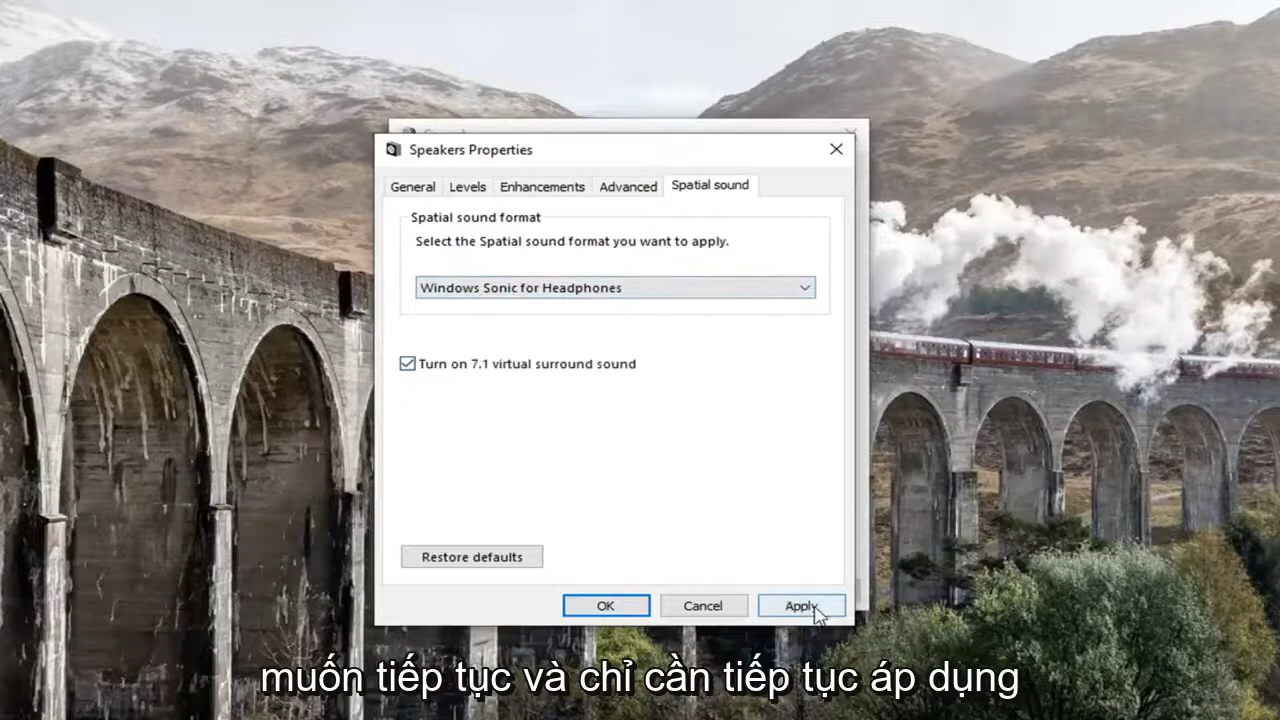 Speakers Properties
General Levels Enhancements Advanced Spatial sound
Spatial sound format
Select the Spatial sound format you want to apply.
Windows Sonic for Headphones
Turn on 7.1 virtual surround sound
Restore defaults
OK Cancel Apply
muốn tiếp tục và chỉ cần tiếp tục áp dụng